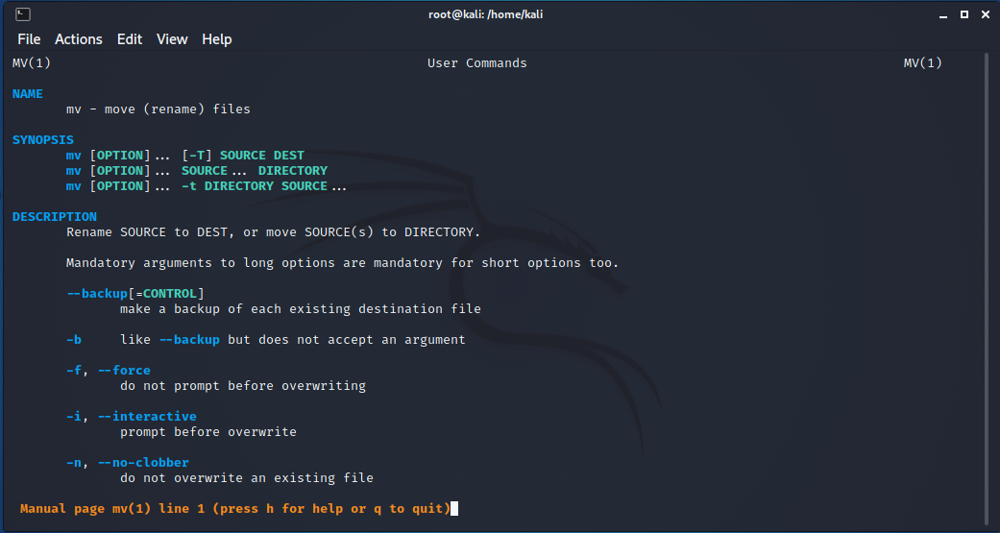 root@kali: /home/kali
File Actions Edit View Help
MV(1) User Commands MV(1)
NAME
mv - move (rename) files
SYNOPSIS
mv [OPTION]... [-T] SOURCE DEST
mv [OPTION]... SOURCE... DIRECTORY
mv [OPTION]... -t DIRECTORY SOURCE...
DESCRIPTION
Rename SOURCE to DEST, or move SOURCE(s) to DIRECTORY.
Mandatory arguments to long options are mandatory for short options too.
--backup[=CONTROL]
make a backup of each existing destination file
-b like --backup but does not accept an argument
-f, --force
do not prompt before overwriting
-i, --interactive
prompt before overwrite
-n, --no-clobber
do not overwrite an existing file
Manual page mv(1) line 1 (press h for help or q to quit)